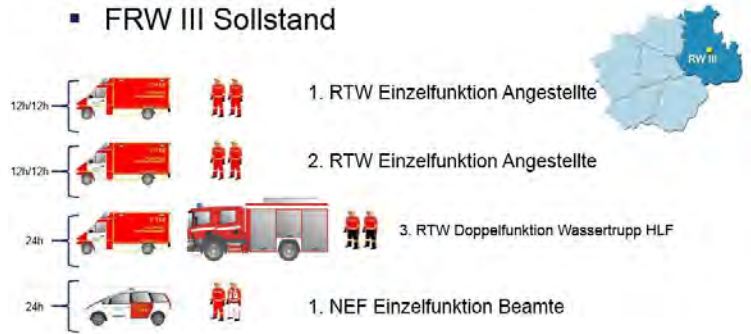 FRW III Sollstand
RW III
12h/12h
1. RTW Einzelfunktion Angestellte
12h/12h
2. RTW Einzelfunktion Angestellte
24h
3. RTW Doppelfunktion Wassertrupp HLF
24h
1. NEF Einzelfunktion Beamte